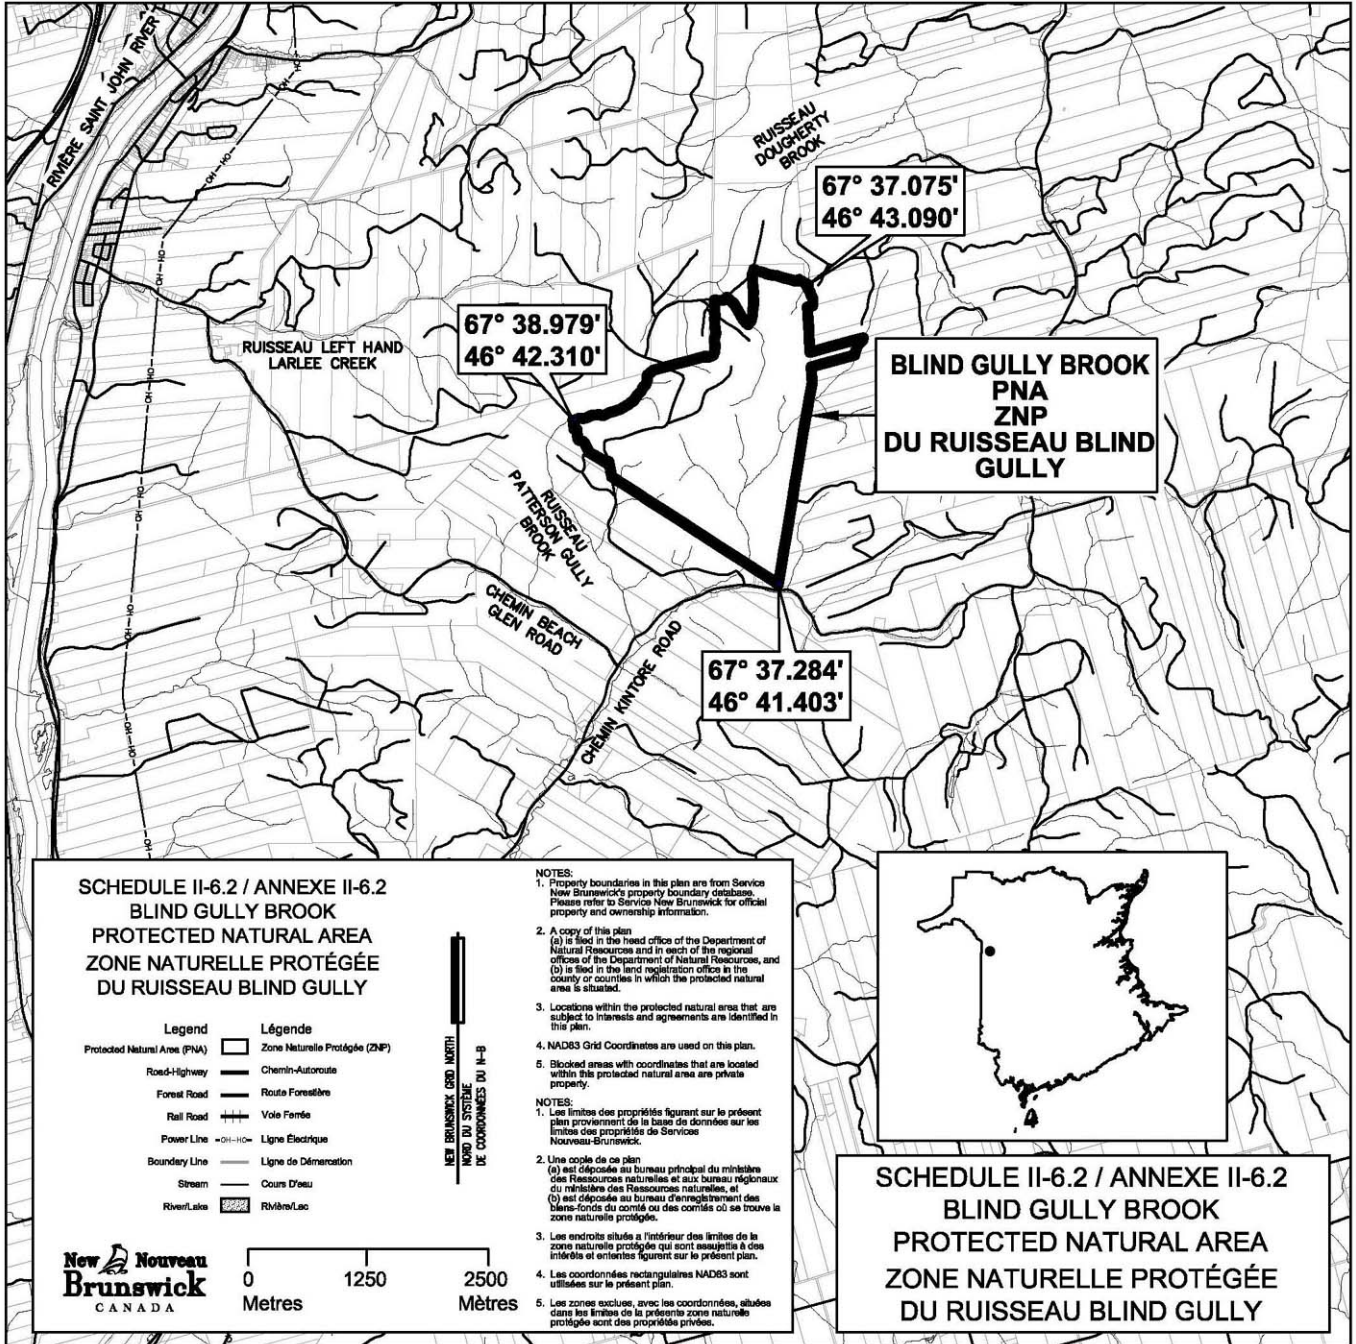 RIVIÈRE SAINT JOHN RIVER
OH-HO
RUISSEAU
DOUGHERTY
BROOK
67° 37.075'
46° 43.090'
67° 38.979'
46° 42.310'
RUISSEAU LEFT HAND
LARLEE CREEK
BLIND GULLY BROOK
PNA
ZNP
DU RUISSEAU BLIND
GULLY
RUISSEAU
PATTERSON GULLY
BROOK
CHEMIN BEACH
GLEN ROAD
CHEMIN KINTORE ROAD
67° 37.284'
46° 41.403'
SCHEDULE II-6.2 / ANNEXE II-6.2
BLIND GULLY BROOK
PROTECTED NATURAL AREA
ZONE NATURELLE PROTÉGÉE
DU RUISSEAU BLIND GULLY
Legend Légende
Protected Natural Area (PNA) Zone Naturelle Protégée (ZNP)
Road-Highway Chemin-Autoroute
Forest Road Route Forestière
Rail Road Voie Ferrée
Power Line -OH-HO- Ligne Électrique
Boundary Line Ligne de Démarcation
Stream Cours D'eau
River/Lake Rivière/Lac
NEW BRUNSWICK GRID NORTH
NORD DU SYSTÈME
DE COORDONNÉES DU N-B
New Nouveau
Brunswick
CANADA
0 1250 2500
Metres Mètres
NOTES:
1. Property boundaries in this plan are from Service
New Brunswick's property boundary database.
Please refer to Service New Brunswick for official
property and ownership information.
2. A copy of this plan
(a) is filed in the head office of the Department of
Natural Resources and in each of the regional
offices of the Department of Natural Resources, and
(b) is filed in the land registration office in the
county or counties in which the protected natural
area is situated.
3. Locations within the protected natural area that are
subject to interests and agreements are identified in
this plan.
4. NAD83 Grid Coordinates are used on this plan.
5. Blocked areas with coordinates that are located
within this protected natural area are private
property.
NOTES:
1. Les limites des propriétés figurant sur le présent
plan proviennent de la base de données sur les
limites des propriétés de Services
Nouveau-Brunswick.
2. Une copie de ce plan
(a) est déposée au bureau principal du ministère
des Ressources naturelles et aux bureau régionaux
du ministère des Ressources naturelles, et
(b) est déposée au bureau d'enregistrement des
biens-fonds du comté ou des comtés où se trouve la
zone naturelle protégée.
3. Les endroits situés a l'intérieur des limites de la
zone naturelle protégée qui sont assujettis à des
intérêts et ententes figurent sur le présent plan.
4. Les coordonnées rectangulaires NAD83 sont
utilisées sur le présent plan.
5. Les zones exclues, avec les coordonnées, situées
dans les limites de la présente zone naturelle
protégée sont des propriétés privées.
SCHEDULE II-6.2 / ANNEXE II-6.2
BLIND GULLY BROOK
PROTECTED NATURAL AREA
ZONE NATURELLE PROTÉGÉE
DU RUISSEAU BLIND GULLY